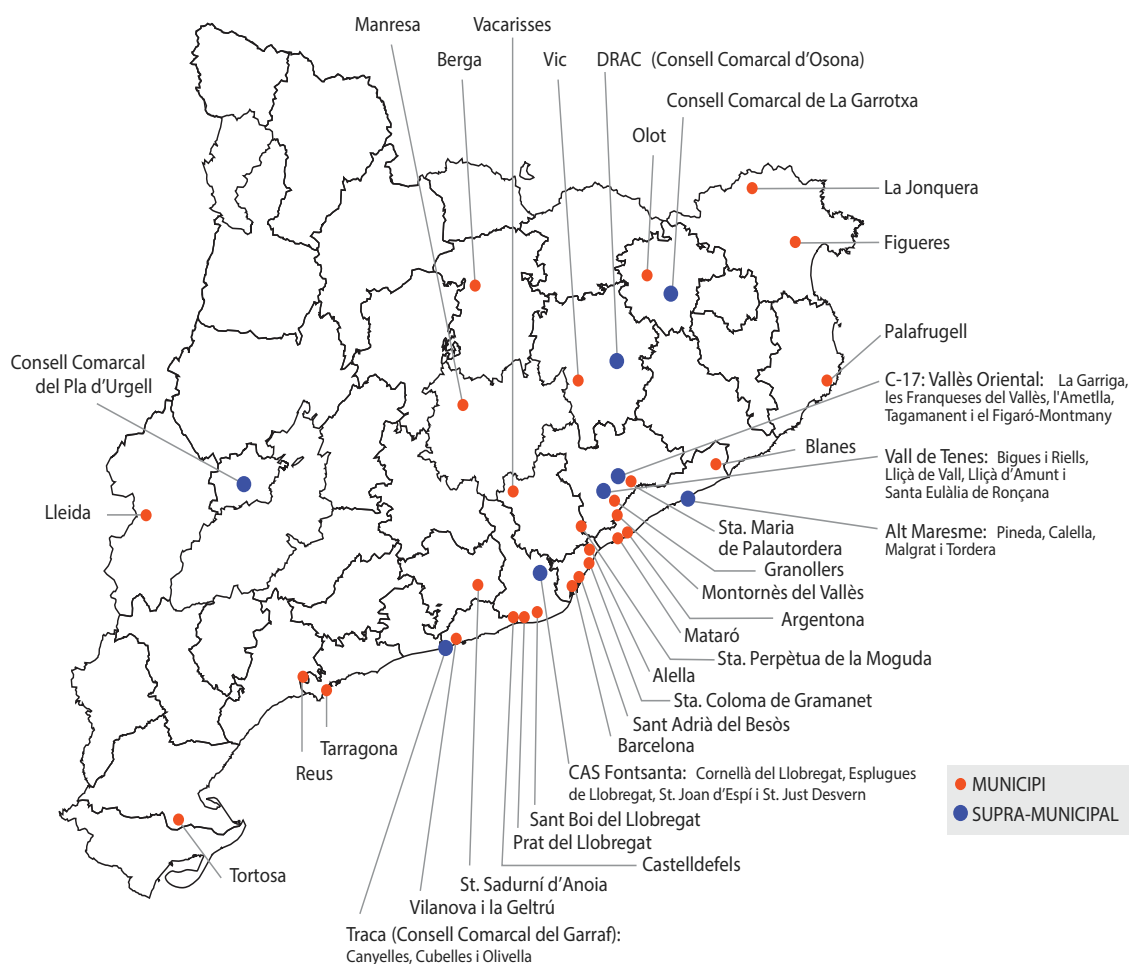 Manresa
Vacarisses
Berga
Vic
DRAC (Consell Comarcal d'Osona)
Consell Comarcal de La Garrotxa
Olot
La Jonquera
Figueres
Palafrugell
Consell Comarcal
del Pla d'Urgell
C-17: Vallès Oriental: La Garriga,
les Franqueses del Vallès, l'Ametlla,
Tagamanent i el Figaró-Montmany
Blanes
Vall de Tenes: Bigues i Riells,
Lliçà de Vall, Lliçà d'Amunt i
Santa Eulàlia de Ronçana
Lleida
Alt Maresme: Pineda, Calella,
Malgrat i Tordera
Sta. Maria
de Palautordera
Granollers
Montornès del Vallès
Argentona
Mataró
Sta. Perpètua de la Moguda
Alella
Sta. Coloma de Gramanet
Sant Adrià del Besòs
Barcelona
Tarragona
Reus
CAS Fontsanta: Cornellà del Llobregat, Esplugues
de Llobregat, St. Joan d'Espí i St. Just Desvern
MUNICIPI
SUPRA-MUNICIPAL
Sant Boi del Llobregat
Prat del Llobregat
Castelldefels
Tortosa
St. Sadurní d'Anoia
Vilanova i la Geltrú
Traca (Consell Comarcal del Garraf):
Canyelles, Cubelles i Olivella